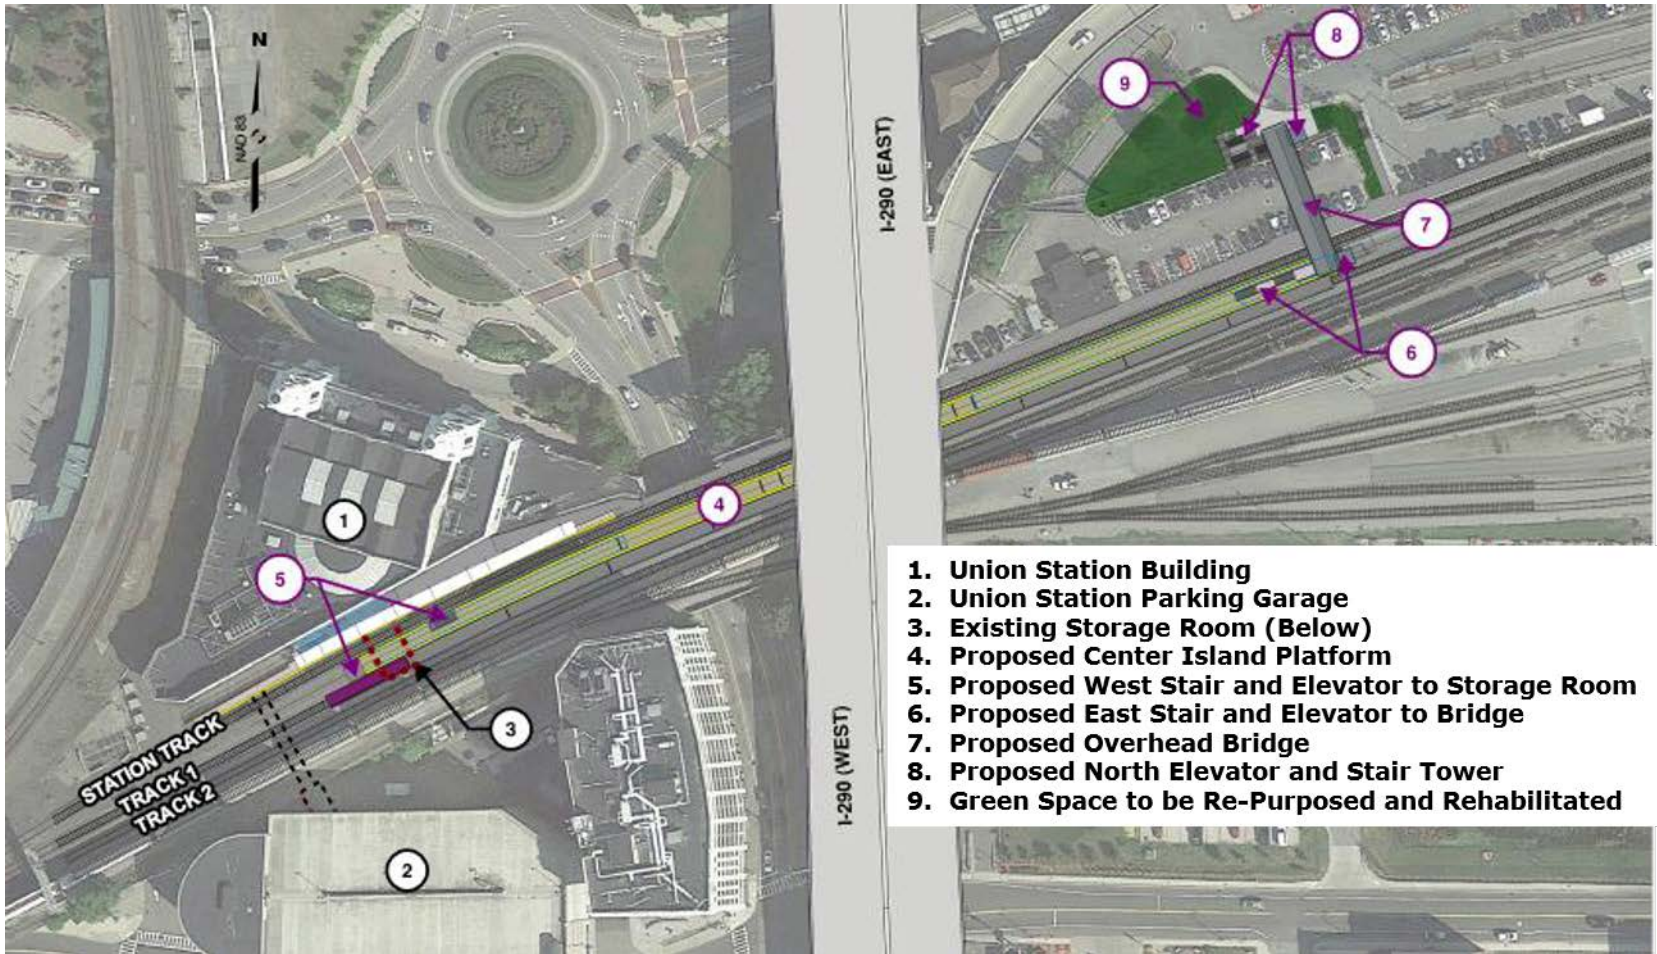 N
NAD 83
8
9
I-290 (EAST)
7
6
4
1
5
3
STATION TRACK
TRACK 1
TRACK 2
I-290 (WEST)
2
1. Union Station Building
2. Union Station Parking Garage
3. Existing Storage Room (Below)
4. Proposed Center Island Platform
5. Proposed West Stair and Elevator to Storage Room
6. Proposed East Stair and Elevator to Bridge
7. Proposed Overhead Bridge
8. Proposed North Elevator and Stair Tower
9. Green Space to be Re-Purposed and Rehabilitated